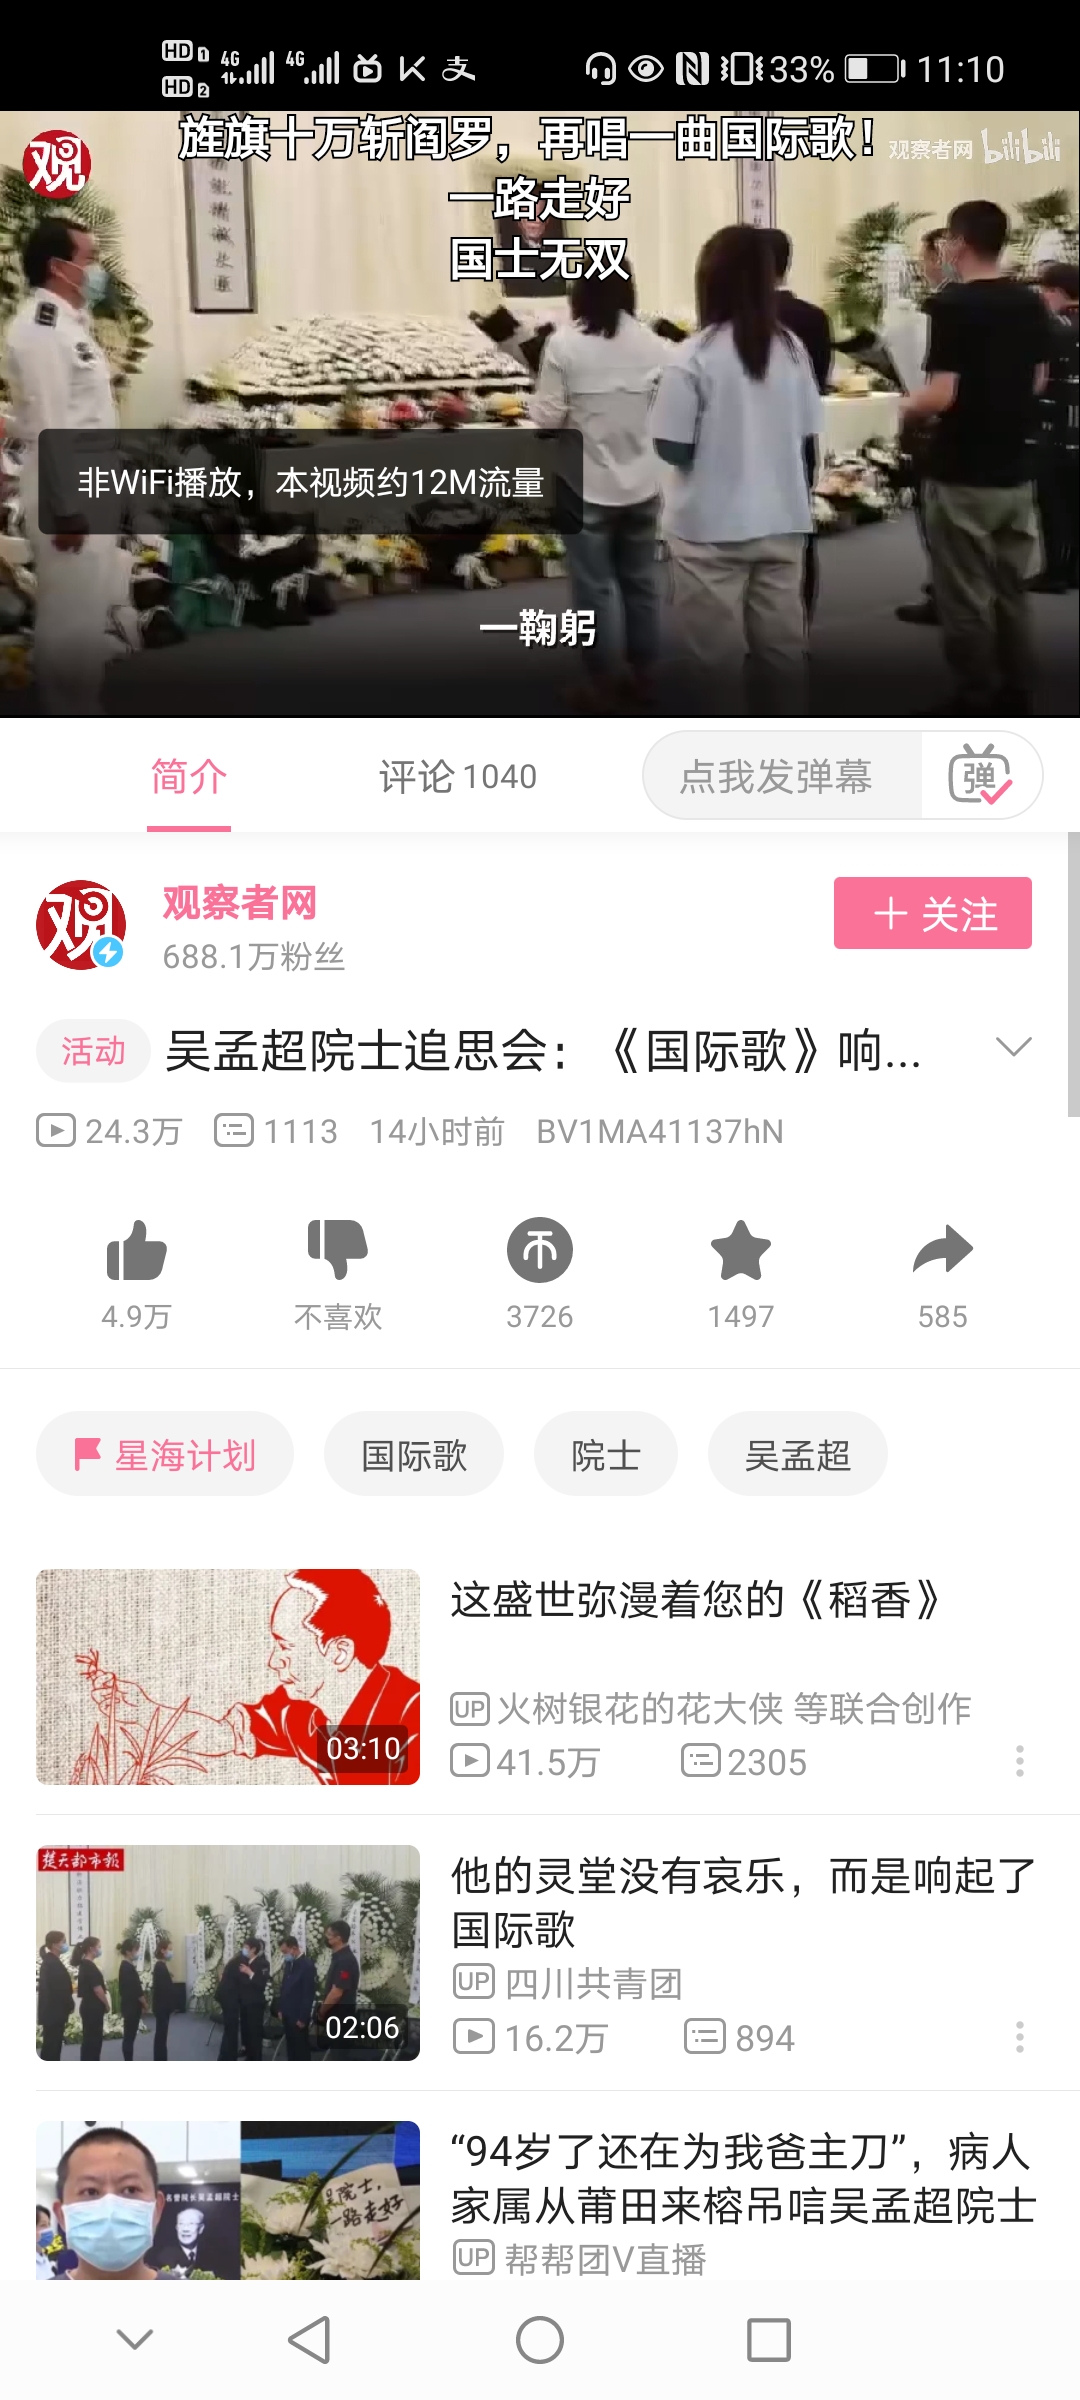 HD 1 4G 4G 33% 11:10
HD 2
观 旌旗十万斩阎罗，再唱一曲国际歌！ 观察者网 bilibili
一路走好
国士无双
非WiFi播放，本视频约12M流量
一鞠躬
简介 评论 1040 点我发弹幕 弹
观 观察者网 + 关注
688.1万粉丝
活动 吴孟超院士追思会：《国际歌》响...
24.3万 1113 14小时前 BV1MA41137hN
4.9万 不喜欢 3726 1497 585
星海计划 国际歌 院士 吴孟超
这盛世弥漫着您的《稻香》
UP 火树银花的花大侠 等联合创作
03:10
41.5万 2305
楚天都市报
他的灵堂没有哀乐，而是响起了
国际歌
UP 四川共青团
02:06
16.2万 894
“94岁了还在为我爸主刀”，病人
家属从莆田来榕吊唁吴孟超院士
吴院士，
一路走好
UP 帮帮团V直播